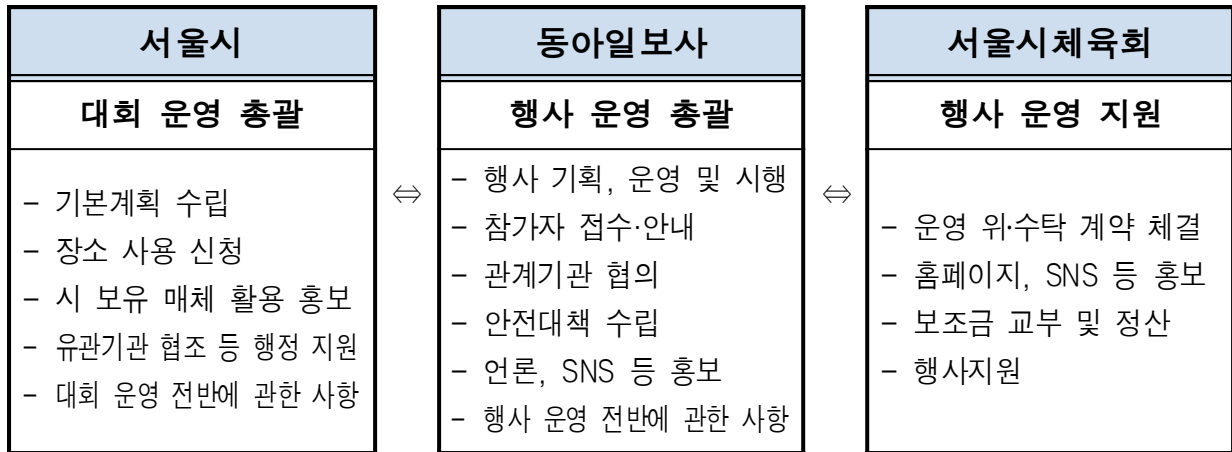 서울시
대회 운영 총괄
- 기본계획 수립
- 장소 사용 신청
- 시 보유 매체 활용 홍보
- 유관기관 협조 등 행정 지원
- 대회 운영 전반에 관한 사항
⇔
동아일보사
행사 운영 총괄
- 행사 기획, 운영 및 시행
- 참가자 접수·안내
- 관계기관 협의
- 안전대책 수립
- 언론, SNS 등 홍보
- 행사 운영 전반에 관한 사항
⇔
서울시체육회
행사 운영 지원
- 운영 위·수탁 계약 체결
- 홈페이지, SNS 등 홍보
- 보조금 교부 및 정산
- 행사지원